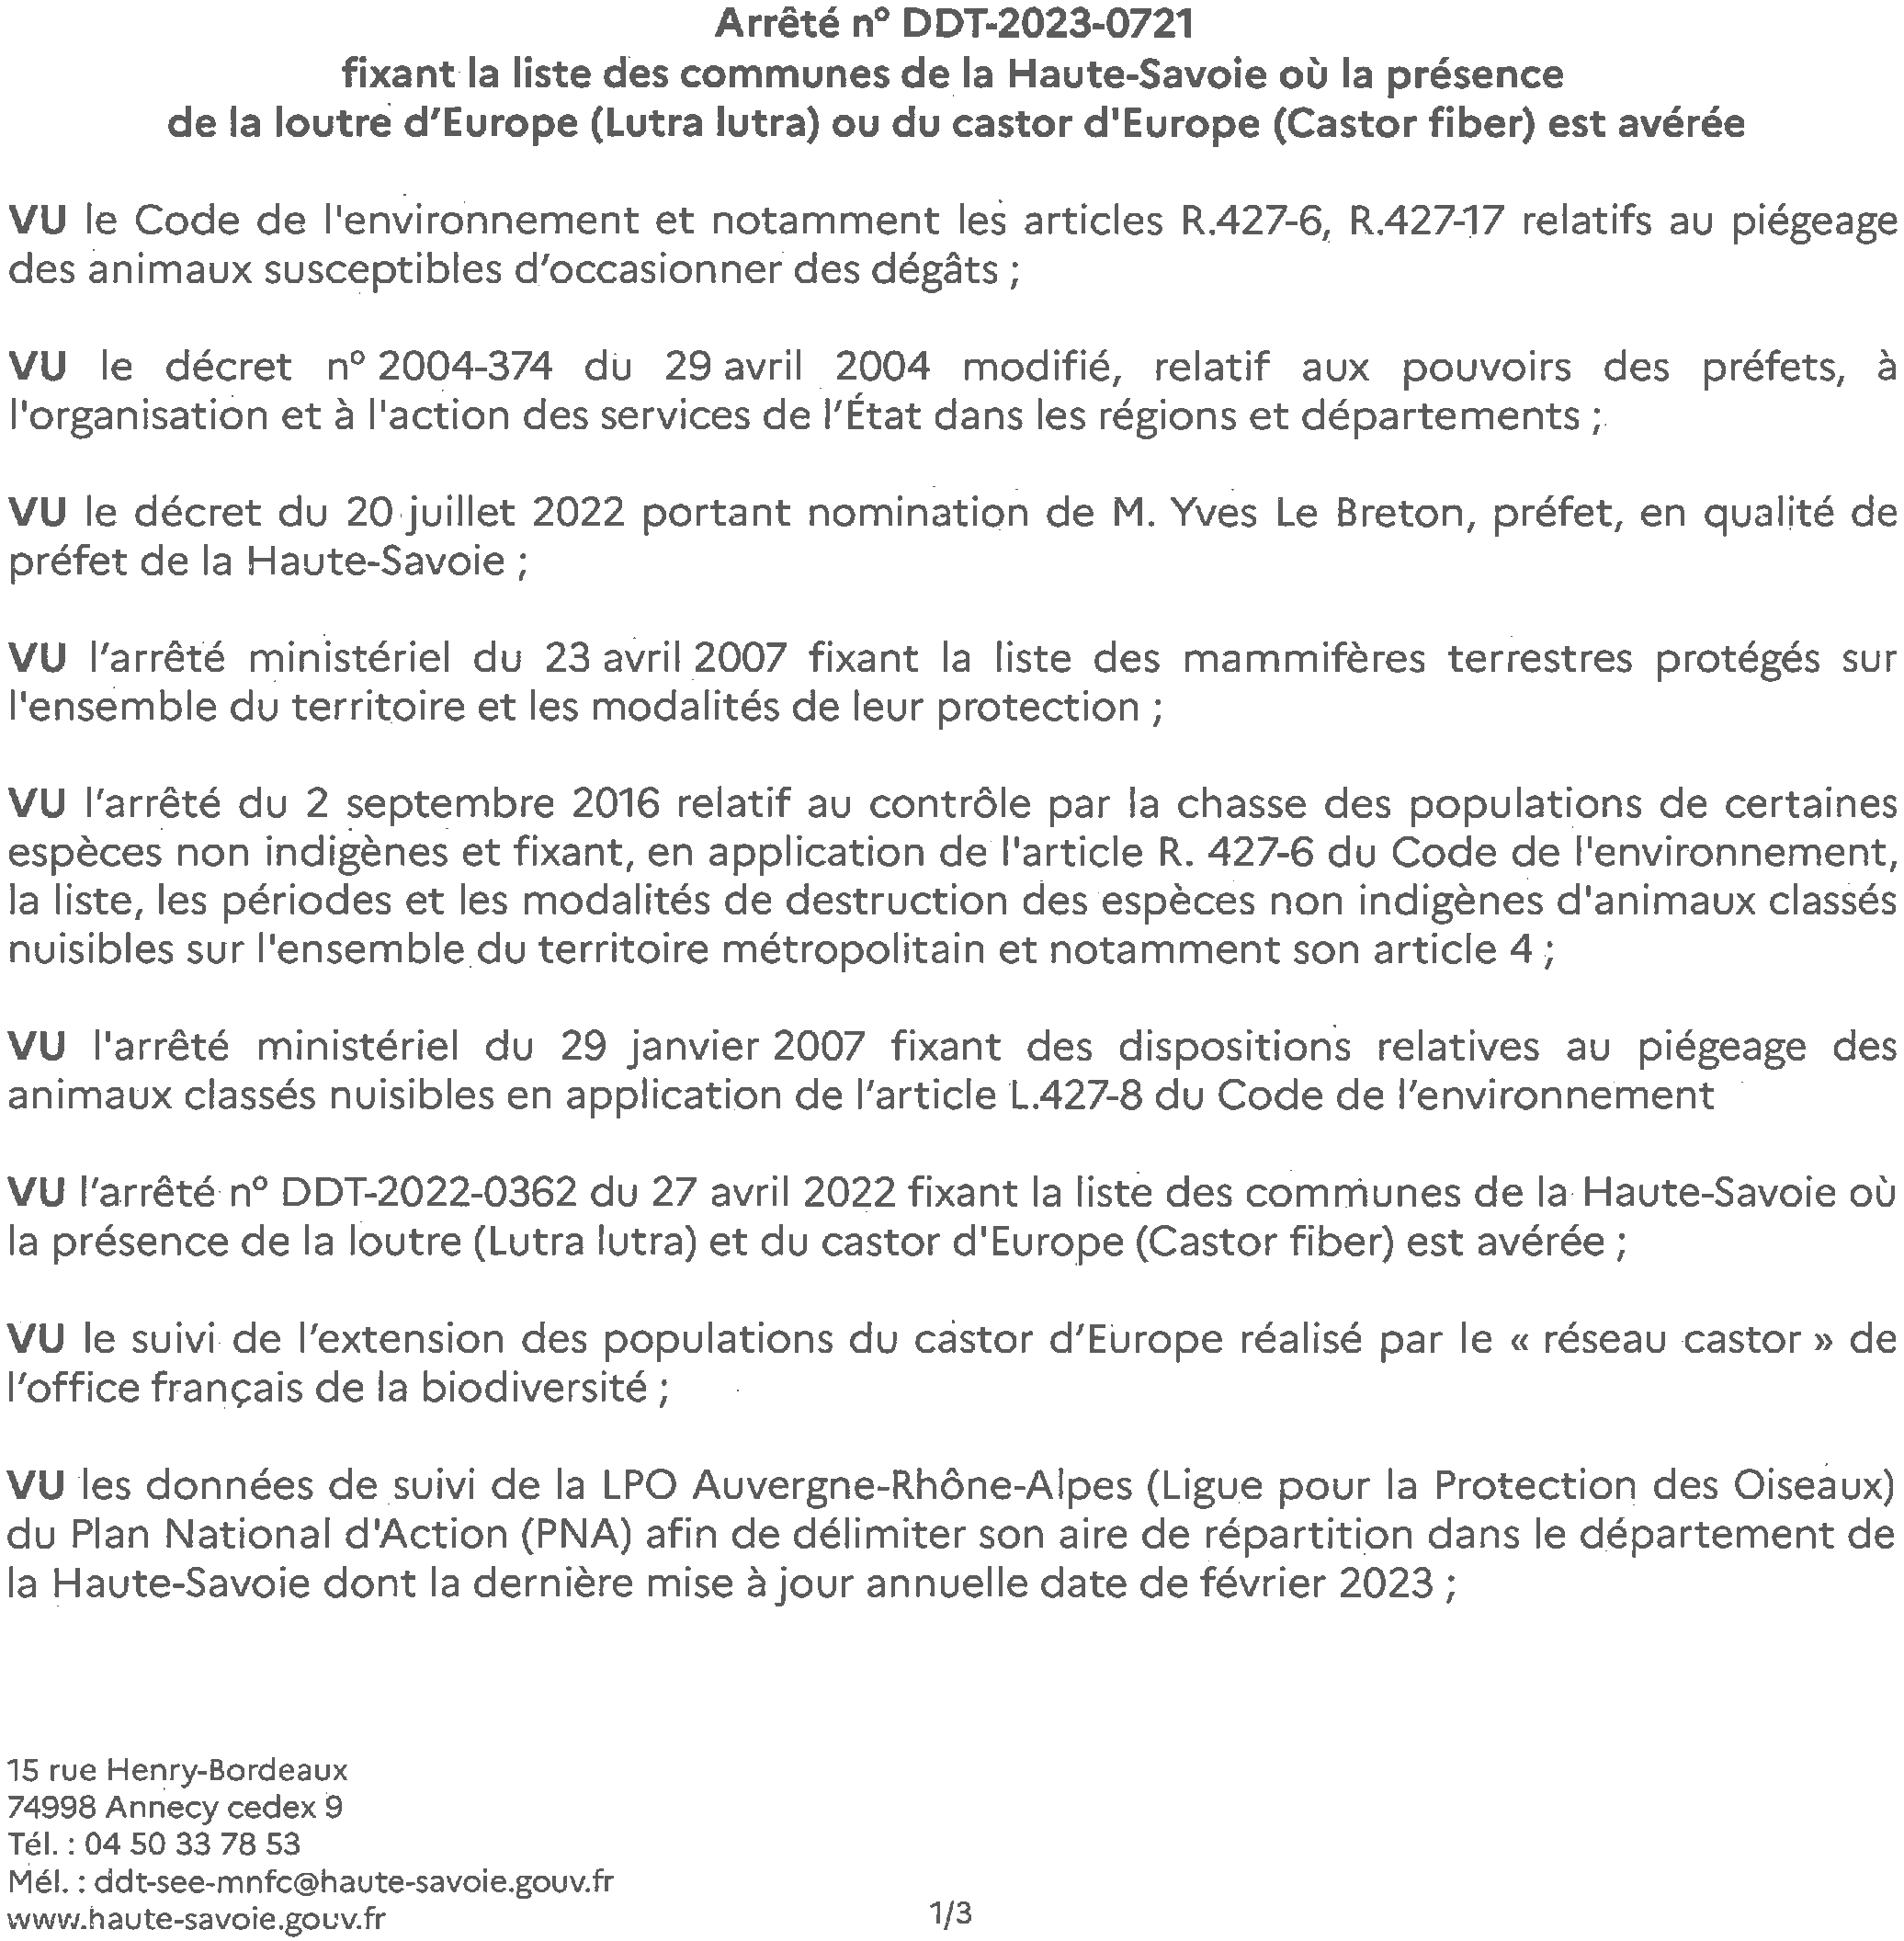 Arrêté n° DDT-2023-0721
fixant la liste des communes de la Haute-Savoie où la présence
de la loutre d’Europe (Lutra lutra) ou du castor d'Europe (Castor fiber) est avérée
VU le Code de l'environnement et notamment les articles R.427-6, R.427-17 relatifs au piégeage
des animaux susceptibles d’occasionner des dégâts ;
VU le décret n° 2004-374 du 29 avril 2004 modifié, relatif aux pouvoirs des préfets, à
l'organisation et à l'action des services de l’État dans les régions et départements ;
VU le décret du 20 juillet 2022 portant nomination de M. Yves Le Breton, préfet, en qualité de
préfet de la Haute-Savoie ;
VU l’arrêté ministériel du 23 avril 2007 fixant la liste des mammifères terrestres protégés sur
l'ensemble du territoire et les modalités de leur protection ;
VU l’arrêté du 2 septembre 2016 relatif au contrôle par la chasse des populations de certaines
espèces non indigènes et fixant, en application de l'article R. 427-6 du Code de l'environnement,
la liste, les périodes et les modalités de destruction des espèces non indigènes d'animaux classés
nuisibles sur l'ensemble du territoire métropolitain et notamment son article 4 ;
VU l'arrêté ministériel du 29 janvier 2007 fixant des dispositions relatives au piégeage des
animaux classés nuisibles en application de l’article L.427-8 du Code de l’environnement
VU l’arrêté n° DDT-2022-0362 du 27 avril 2022 fixant la liste des communes de la Haute-Savoie où
la présence de la loutre (Lutra lutra) et du castor d'Europe (Castor fiber) est avérée ;
VU le suivi de l’extension des populations du castor d’Europe réalisé par le « réseau castor » de
l’office français de la biodiversité ;
VU les données de suivi de la LPO Auvergne-Rhône-Alpes (Ligue pour la Protection des Oiseaux)
du Plan National d'Action (PNA) afin de délimiter son aire de répartition dans le département de
la Haute-Savoie dont la dernière mise à jour annuelle date de février 2023 ;
15 rue Henry-Bordeaux
74998 Annecy cedex 9
Tél. : 04 50 33 78 53
Mél. : ddt-see-mnfc@haute-savoie.gouv.fr
www.haute-savoie.gouv.fr
1/3